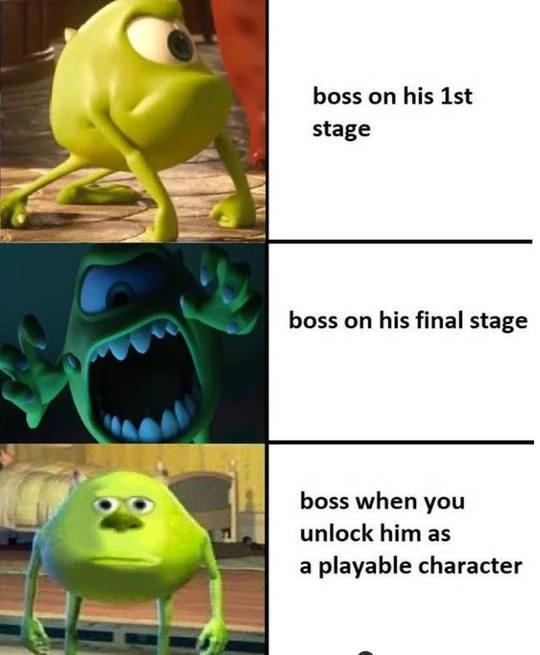 boss on his 1st
stage
boss on his final stage
boss when you
unlock him as
a playable character